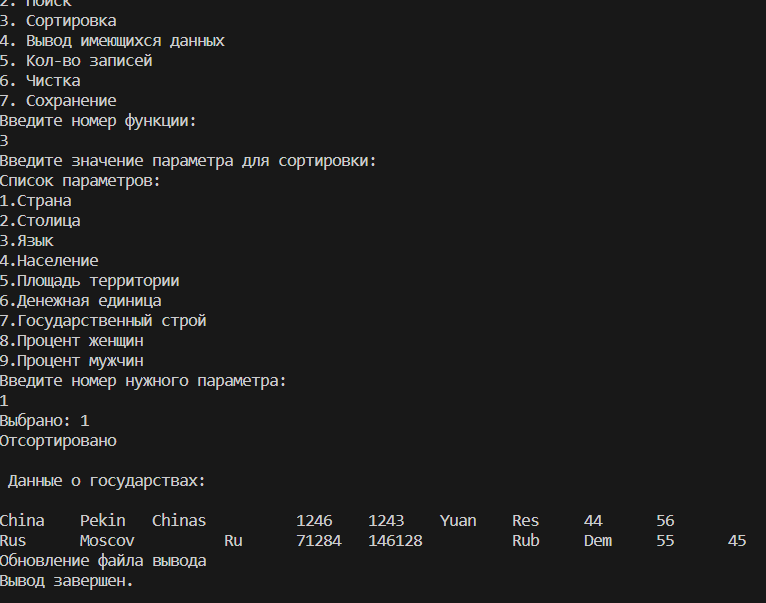 2. Поиск
3. Сортировка
4. Вывод имеющихся данных
5. Кол-во записей
6. Чистка
7. Сохранение
Введите номер функции:
3
Введите значение параметра для сортировки:
Список параметров:
1.Страна
2.Столица
3.Язык
4.Население
5.Площадь территории
6.Денежная единица
7.Государственный строй
8.Процент женщин
9.Процент мужчин
Введите номер нужного параметра:
1
Выбрано: 1
Отсортировано
Данные о государствах:
China Pekin Chinas 1246 1243 Yuan Res 44 56
Rus Moscov Ru 71284 146128 Rub Dem 55 45
Обновление файла вывода
Вывод завершен.